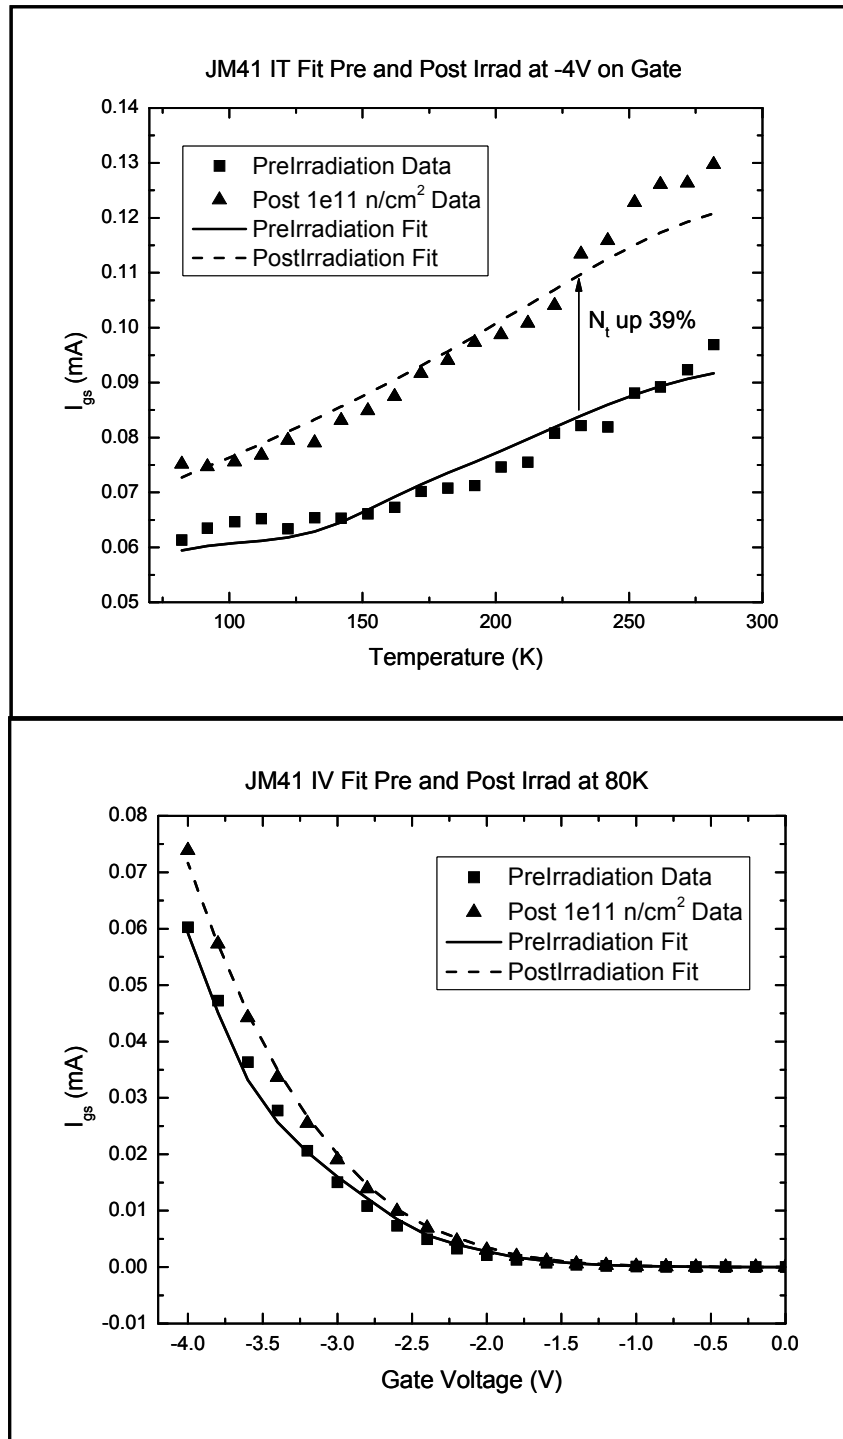 JM41 IT Fit Pre and Post Irrad at -4V on Gate
0.14
0.13
0.12
0.11
0.10
0.09
0.08
0.07
0.06
0.05
I_gs (mA)
PreIrradiation Data
Post 1e11 n/cm² Data
PreIrradiation Fit
PostIrradiation Fit
N_t up 39%
100 150 200 250 300
Temperature (K)
JM41 IV Fit Pre and Post Irrad at 80K
0.08
0.07
0.06
0.05
0.04
0.03
0.02
0.01
0.00
-0.01
I_gs (mA)
PreIrradiation Data
Post 1e11 n/cm² Data
PreIrradiation Fit
PostIrradiation Fit
-4.0 -3.5 -3.0 -2.5 -2.0 -1.5 -1.0 -0.5 0.0
Gate Voltage (V)